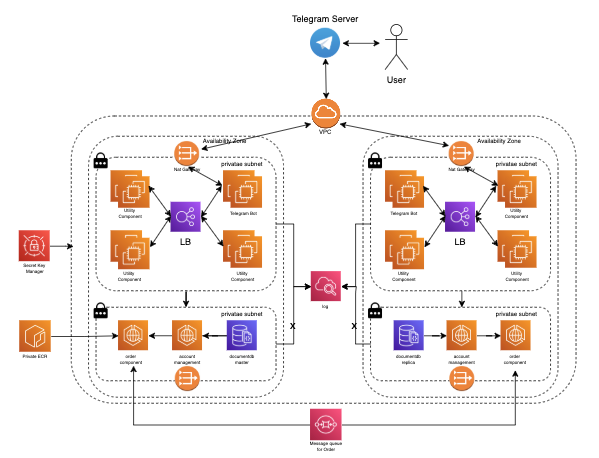 Telegram Server
User
VPC
Availability Zone
Availability Zone
Nat Gateway
privatae subnet
Nat Gateway
privatae subnet
Utility
Component
Telegram Bot
LB
Utility
Component
Utility
Component
Telegram Bot
Utility
Component
LB
Utility
Component
Utility
Component
Secret Key
Manager
log
privatae subnet
privatae subnet
X
X
Private ECR
order
component
account
management
documentdb
master
documentdb
replica
account
management
order
component
Message queue
for Order